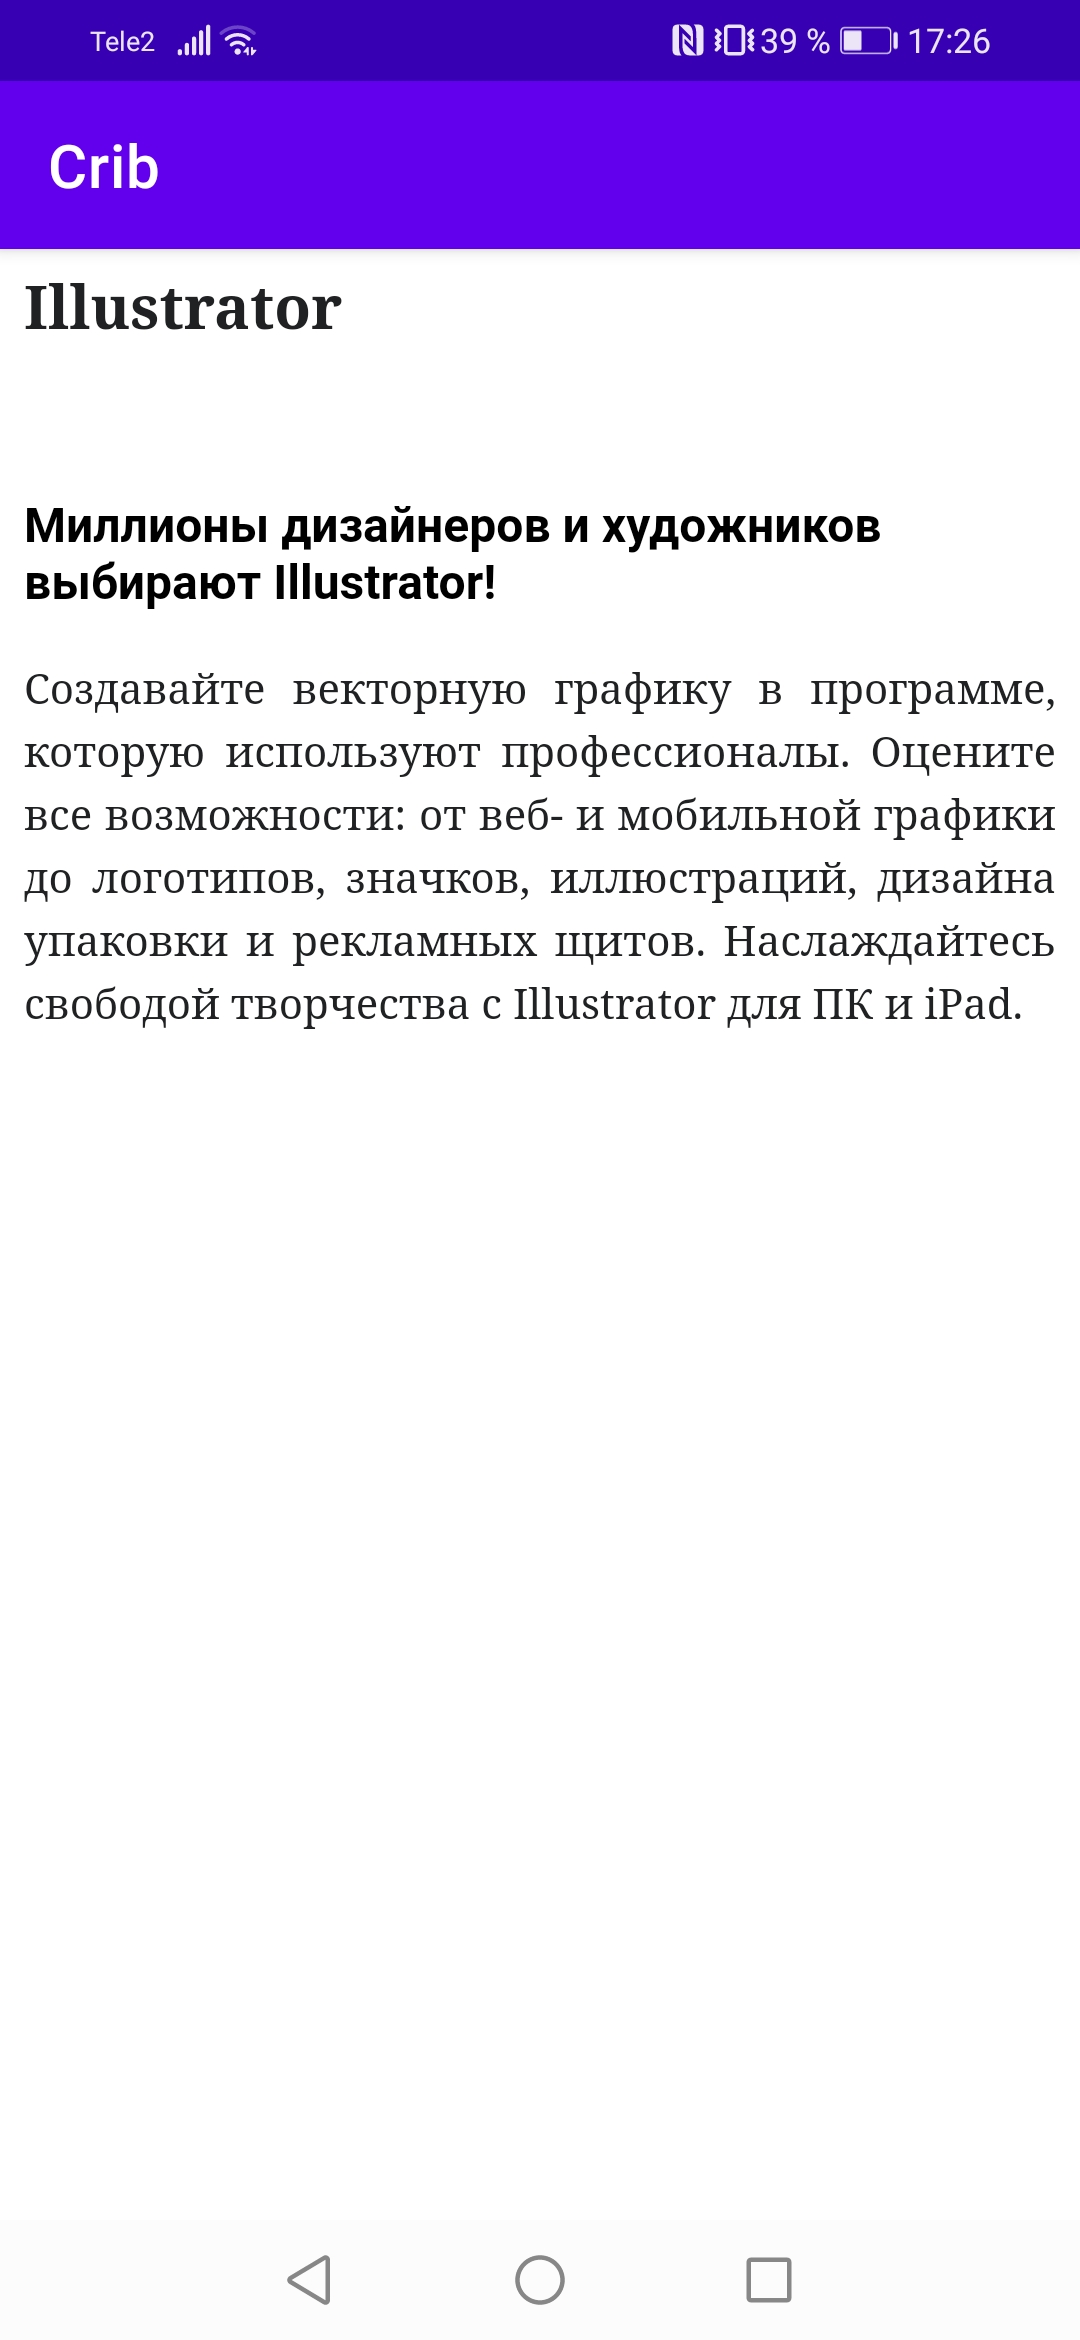 Tele2 39 % 17:26
Crib
Illustrator
Миллионы дизайнеров и художников
выбирают Illustrator!
Создавайте векторную графику в программе,
которую используют профессионалы. Оцените
все возможности: от веб- и мобильной графики
до логотипов, значков, иллюстраций, дизайна
упаковки и рекламных щитов. Наслаждайтесь
свободой творчества с Illustrator для ПК и iPad.